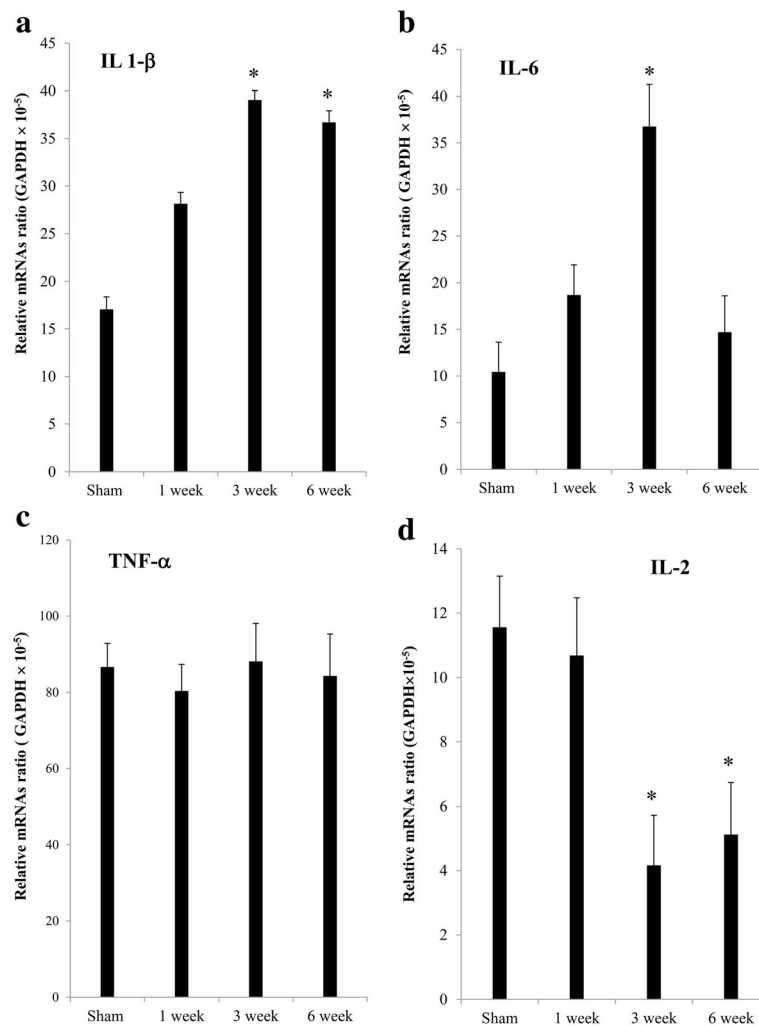 a
IL 1-β
Relative mRNAs ratio (GAPDH × 10-5)
45
40
35
30
25
20
15
10
5
0
*
*
Sham 1 week 3 week 6 week
b
IL-6
Relative mRNAs ratio ( GAPDH × 10-5)
45
40
35
30
25
20
15
10
5
0
*
Sham 1 week 3 week 6 week
c
TNF-α
Relative mRNAs ratio ( GAPDH × 10-5)
120
100
80
60
40
20
0
Sham 1 week 3 week 6 week
d
IL-2
Relative mRNAs ratio (GAPDH×10-5)
14
12
10
8
6
4
2
0
*
*
Sham 1 week 3 week 6 week